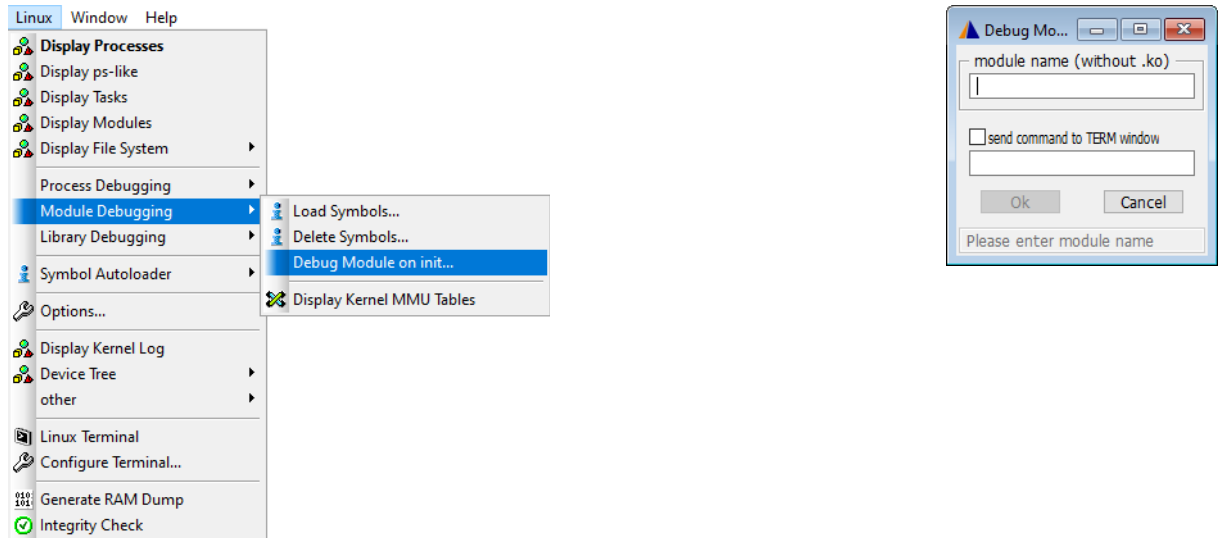 Linux Window Help
Display Processes
Display ps-like
Display Tasks
Display Modules
Display File System
Process Debugging
Module Debugging
Library Debugging
Symbol Autoloader
Options...
Display Kernel Log
Device Tree
other
Linux Terminal
Configure Terminal...
Generate RAM Dump
Integrity Check
Load Symbols...
Delete Symbols...
Debug Module on init...
Display Kernel MMU Tables
Debug Mo...
module name (without .ko)
send command to TERM window
Ok Cancel
Please enter module name